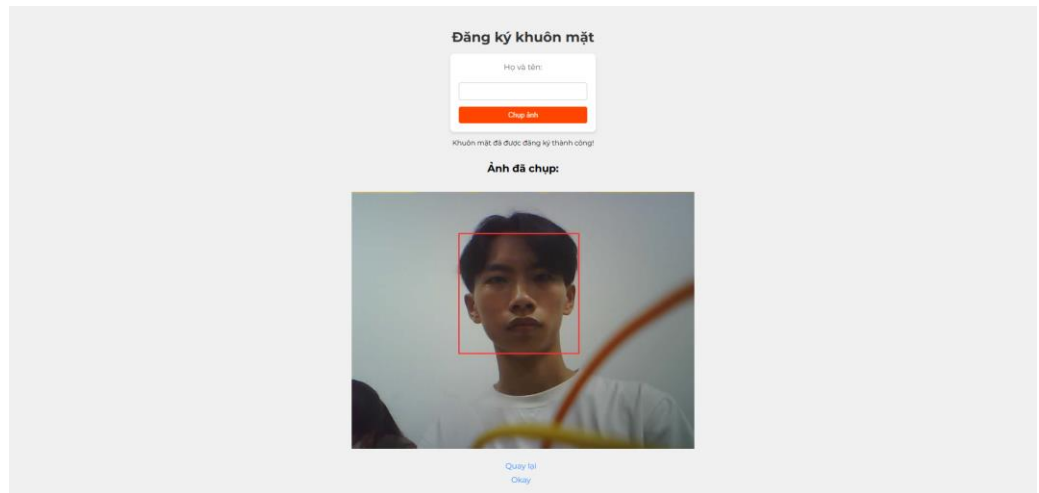 Đăng ký khuôn mặt
Họ và tên:
Chụp ảnh
Khuôn mặt đã được đăng ký thành công!
Ảnh đã chụp:
Quay lại
Okay